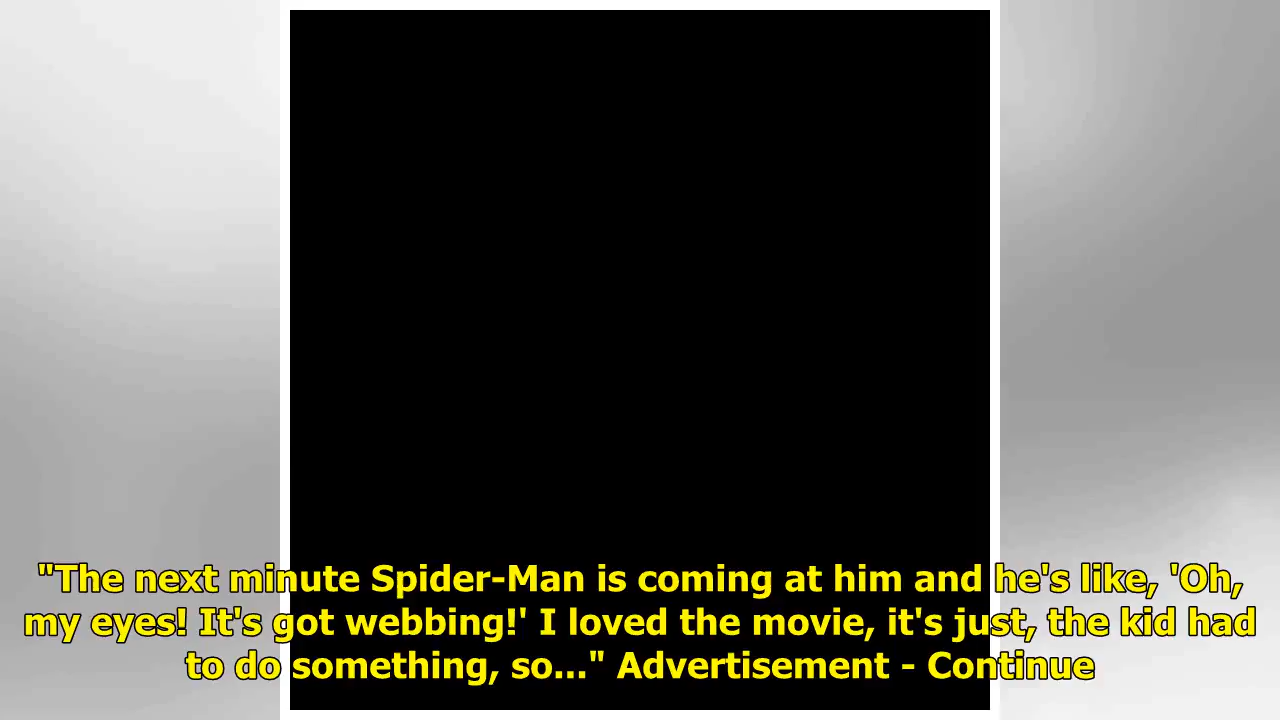 "The next minute Spider-Man is coming at him and he's like, 'Oh,
my eyes! It's got webbing!' I loved the movie, it's just, the kid had
to do something, so..." Advertisement - Continue